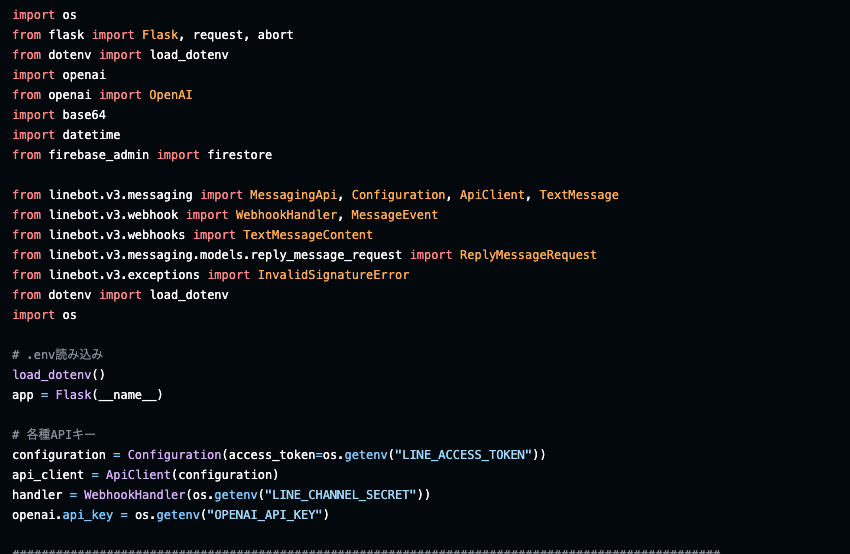 import os
from flask import Flask, request, abort
from dotenv import load_dotenv
import openai
from openai import OpenAI
import base64
import datetime
from firebase_admin import firestore
from linebot.v3.messaging import MessagingApi, Configuration, ApiClient, TextMessage
from linebot.v3.webhook import WebhookHandler, MessageEvent
from linebot.v3.webhooks import TextMessageContent
from linebot.v3.messaging.models.reply_message_request import ReplyMessageRequest
from linebot.v3.exceptions import InvalidSignatureError
from dotenv import load_dotenv
import os
# .env読み込み
load_dotenv()
app = Flask(__name__)
# 各種APIキー
configuration = Configuration(access_token=os.getenv("LINE_ACCESS_TOKEN"))
api_client = ApiClient(configuration)
handler = WebhookHandler(os.getenv("LINE_CHANNEL_SECRET"))
openai.api_key = os.getenv("OPENAI_API_KEY")
##################################################################################################